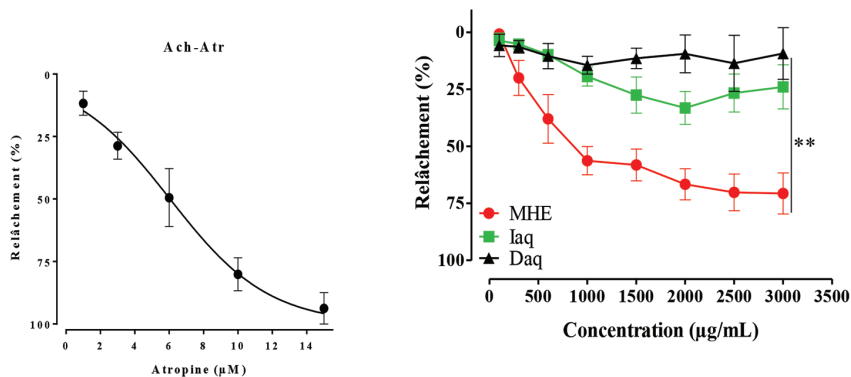 Ach-Atr
0
25
50
75
100
Relâchement (%)
0 2 4 6 8 10 12 14
Atropine (µM)
0
25
50
75
100
Relâchement (%)
**
MHE
Iaq
Daq
0 500 1000 1500 2000 2500 3000 3500
Concentration (µg/mL)